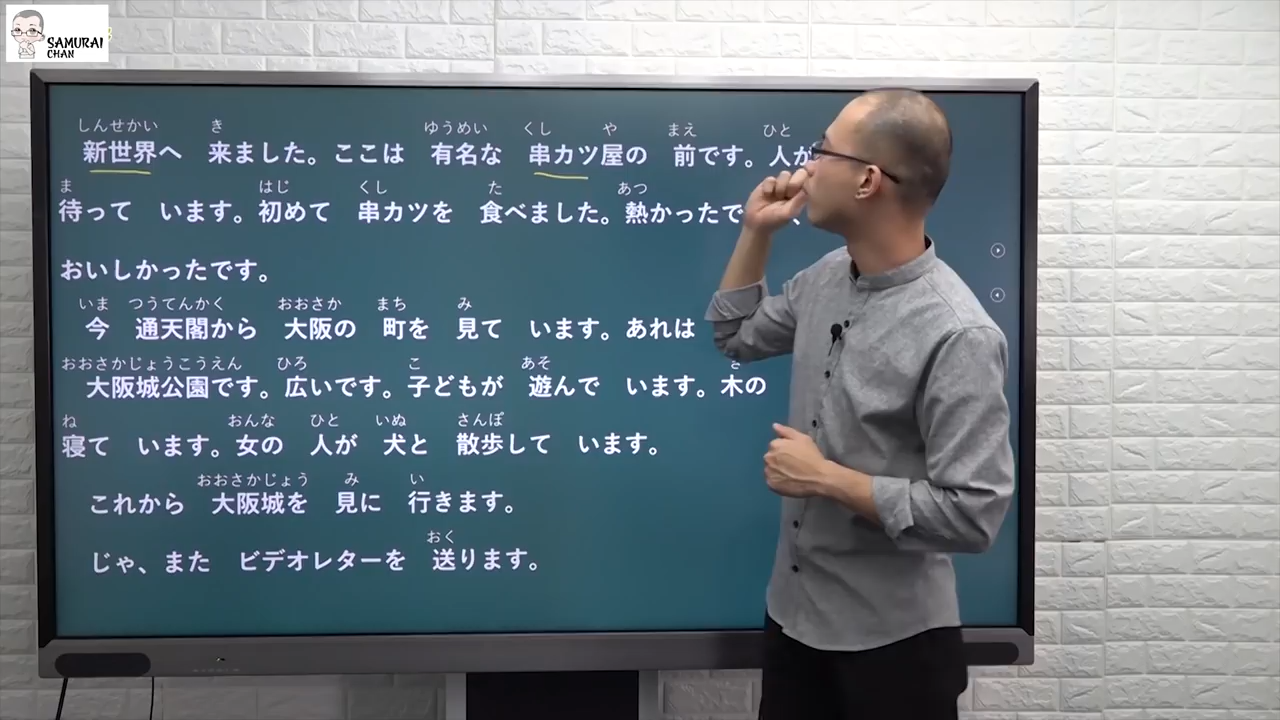 SAMURAI
CHAN
しんせかい き ゆうめい くし や まえ ひと
新世界へ 来ました。ここは 有名な 串カツ屋の 前です。人が
ま はじ くし た あつ
待って います。初めて 串カツを 食べました。熱かったで 、
おいしかったです。
いま つうてんかく おおさか まち み
今 通天閣から 大阪の 町を 見て います。あれは
おおさかじょうこうえん ひろ こ あそ き
大阪城公園です。広いです。子どもが 遊んで います。木の
ね おんな ひと いぬ さんぽ
寝て います。女の 人が 犬と 散歩して います。
おおさかじょう み い
これから 大阪城を 見に 行きます。
おく
じゃ、また ビデオレターを 送ります。